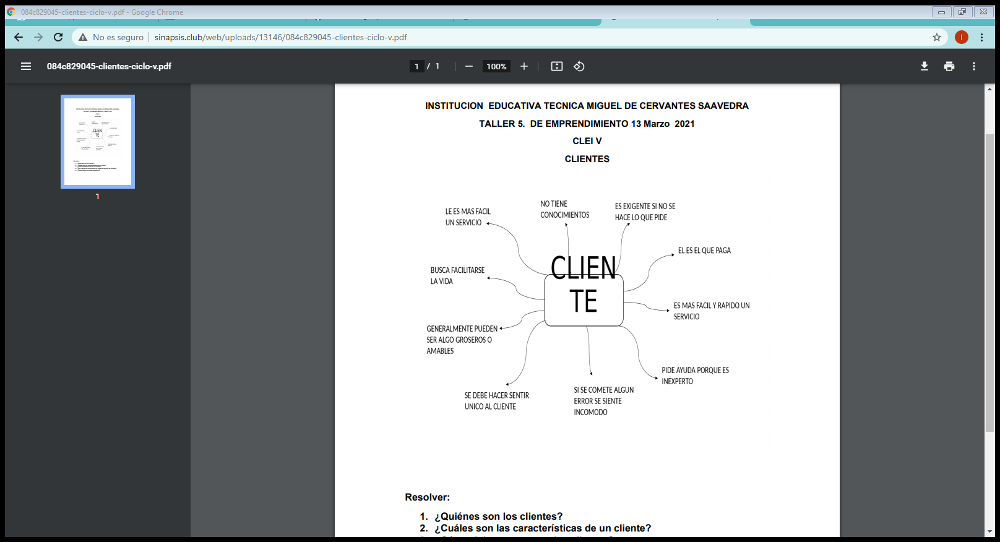 084c829045-clientes-ciclo-v.pdf - Google Chrome
No es seguro | sinapsis.club/web/uploads/13146/084c829045-clientes-ciclo-v.pdf
I
084c829045-clientes-ciclo-v.pdf
1 / 1
100%
1
INSTITUCION EDUCATIVA TECNICA MIGUEL DE CERVANTES SAAVEDRA
TALLER 5. DE EMPRENDIMIENTO 13 Marzo 2021
CLEI V
CLIENTES
LE ES MAS FACIL
UN SERVICIO
NO TIENE
CONOCIMIENTOS
ES EXIGENTE SI NO SE
HACE LO QUE PIDE
EL ES EL QUE PAGA
CLIEN
TE
BUSCA FACILITARSE
LA VIDA
ES MAS FACIL Y RAPIDO UN
SERVICIO
GENERALMENTE PUEDEN
SER ALGO GROSEROS O
AMABLES
PIDE AYUDA PORQUE ES
INEXPERTO
SE DEBE HACER SENTIR
UNICO AL CLIENTE
SI SE COMETE ALGUN
ERROR SE SIENTE
INCOMODO
Resolver:
1. ¿Quiénes son los clientes?
2. ¿Cuáles son las características de un cliente?